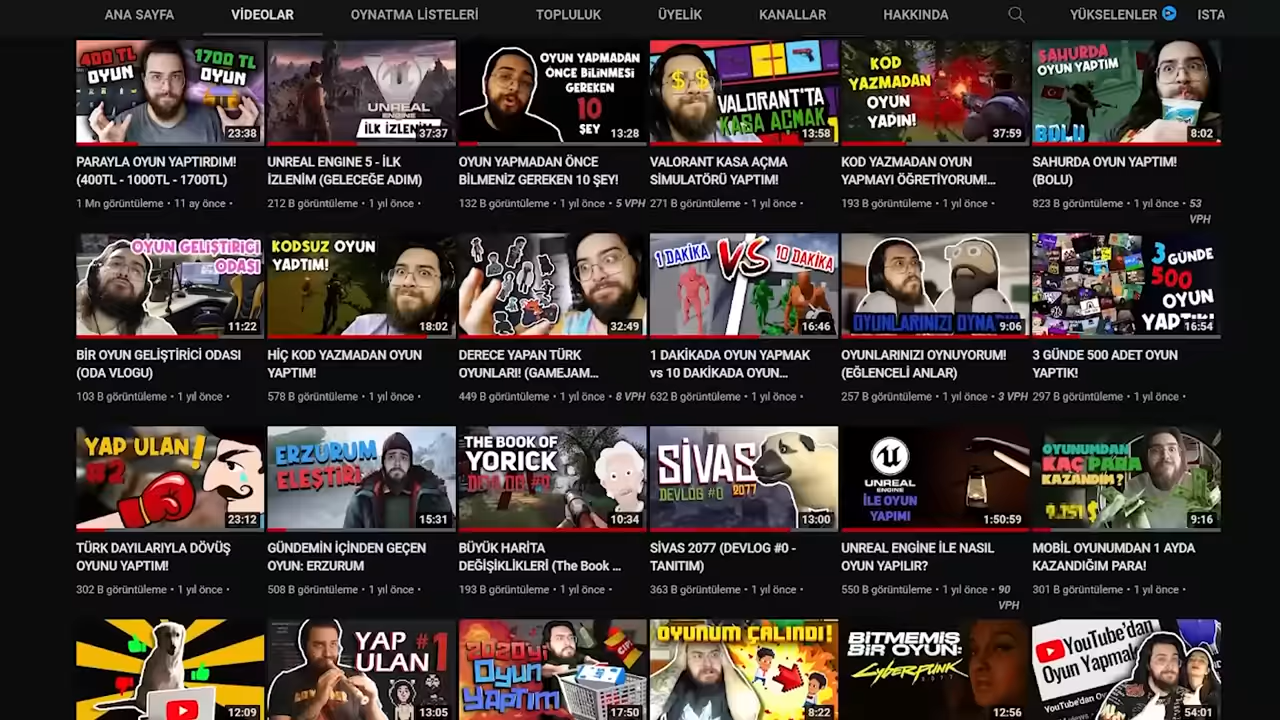 ANA SAYFA VİDEOLAR OYNATMA LİSTELERİ TOPLULUK ÜYELİK KANALLAR HAKKINDA YÜKSELENLER ISTA
400 TL
OYUN
1700 TL
OYUN
23:38
UNREAL
ENGINE
İLK İZLENİM
37:37
OYUN YAPMADAN
ÖNCE BİLİNMESİ
GEREKEN
10
ŞEY
13:28
VALORANT'TA
KASA AÇMAK
13:58
KOD
YAZMADAN
OYUN
YAPIN!
37:59
SAHURDA
OYUN YAPTIM
BOLU
8:02
PARAYLA OYUN YAPTIRDIM!
(400TL - 1000TL - 1700TL)
1 Mn görüntüleme • 11 ay önce •
UNREAL ENGINE 5 - İLK
İZLENİM (GELECEĞE ADIM)
212 B görüntüleme • 1 yıl önce •
OYUN YAPMADAN ÖNCE
BİLMENİZ GEREKEN 10 ŞEY!
132 B görüntüleme • 1 yıl önce • 5 VPH
VALORANT KASA AÇMA
SİMULATÖRÜ YAPTIM!
271 B görüntüleme • 1 yıl önce •
KOD YAZMADAN OYUN
YAPMAYI ÖĞRETİYORUM!...
193 B görüntüleme • 1 yıl önce •
SAHURDA OYUN YAPTIM!
(BOLU)
823 B görüntüleme • 1 yıl önce • 53
VPH
OYUN GELİŞTİRİCİ
ODASI
11:22
KODSUZ OYUN
YAPTIM!
18:02
32:49
1 DAKİKA
VS
10 DAKİKA
16:46
OYUNLARINIZI
9:06
3 GÜNDE
500
OYUN
YAPTIK!
16:54
BİR OYUN GELİŞTİRİCİ ODASI
(ODA VLOGU)
103 B görüntüleme • 1 yıl önce •
HİÇ KOD YAZMADAN OYUN
YAPTIM!
578 B görüntüleme • 1 yıl önce •
DERECE YAPAN TÜRK
OYUNLARI! (GAMEJAM...
449 B görüntüleme • 1 yıl önce • 8 VPH
1 DAKİKADA OYUN YAPMAK
vs 10 DAKİKADA OYUN...
632 B görüntüleme • 1 yıl önce •
OYUNLARINIZI OYNUYORUM!
(EĞLENCELİ ANLAR)
257 B görüntüleme • 1 yıl önce • 3 VPH
3 GÜNDE 500 ADET OYUN
YAPTIK!
297 B görüntüleme • 1 yıl önce •
YAP ULAN!
#2
23:12
ERZURUM
ELEŞTİRİ
15:31
THE BOOK OF
YORICK
DEVLOG #9
10:34
SİVAS
DEVLOG #0 2077
13:00
UNREAL
ENGINE
İLE OYUN
YAPIMI
1:50:59
OYUNUMDAN
KAÇ PARA
KAZANDIM?
9:16
TÜRK DAYILARIYLA DÖVÜŞ
OYUNU YAPTIM!
302 B görüntüleme • 1 yıl önce •
GÜNDEMİN İÇİNDEN GEÇEN
OYUN: ERZURUM
508 B görüntüleme • 1 yıl önce •
BÜYÜK HARİTA
DEĞİŞİKLİKLERİ (The Book ...
193 B görüntüleme • 1 yıl önce •
SİVAS 2077 (DEVLOG #0 -
TANITIM)
363 B görüntüleme • 1 yıl önce •
UNREAL ENGINE İLE NASIL
OYUN YAPILIR?
550 B görüntüleme • 1 yıl önce • 90
VPH
MOBİL OYUNUMDAN 1 AYDA
KAZANDIĞIM PARA!
301 B görüntüleme • 1 yıl önce •
12:09
YAP #1
ULAN
13:05
2020'yi
Oyun
YAPTIM
17:50
OYUNUM ÇALINDI!
8:22
BITMEMIS
BIR OYUN:
CYBERPUNK
2077
12:56
YouTube'dan
Oyun Yapmak
54:01